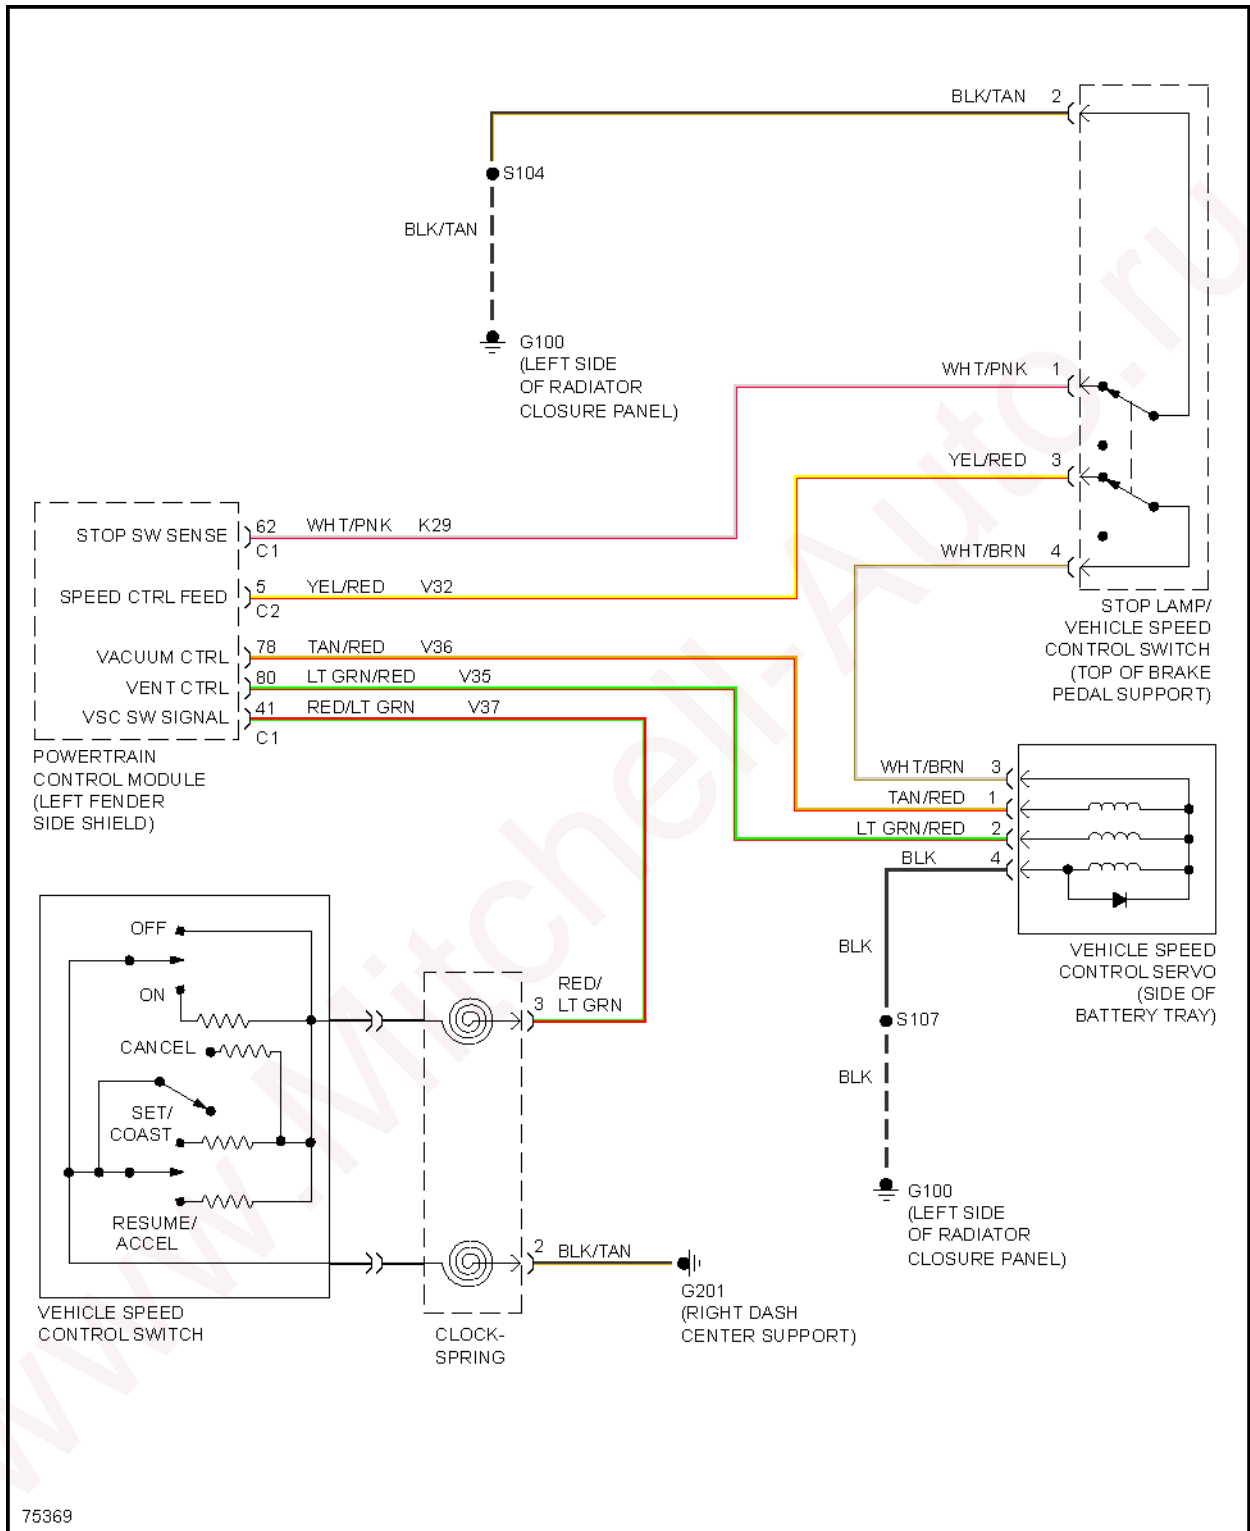 BLK/TAN 2
S104
BLK/TAN
G100
(LEFT SIDE
OF RADIATOR
CLOSURE PANEL)
WHT/PNK 1
YEL/RED 3
WHT/BRN 4
STOP LAMP/
VEHICLE SPEED
CONTROL SWITCH
(TOP OF BRAKE
PEDAL SUPPORT)
STOP SW SENSE 62 WHT/PNK K29
C1
SPEED CTRL FEED 5 YEL/RED V32
C2
VACUUM CTRL 78 TAN/RED V36
VENT CTRL 80 LT GRN/RED V35
VSC SW SIGNAL 41 RED/LT GRN V37
C1
POWERTRAIN
CONTROL MODULE
(LEFT FENDER
SIDE SHIELD)
WHT/BRN 3
TAN/RED 1
LT GRN/RED 2
BLK 4
VEHICLE SPEED
CONTROL SERVO
(SIDE OF
BATTERY TRAY)
BLK
S107
BLK
G100
(LEFT SIDE
OF RADIATOR
CLOSURE PANEL)
OFF
ON
CANCEL
SET/
COAST
RESUME/
ACCEL
VEHICLE SPEED
CONTROL SWITCH
RED/
3 LT GRN
2 BLK/TAN
CLOCK-
SPRING
G201
(RIGHT DASH
CENTER SUPPORT)
75369
www.Mitchell-Auto.ru